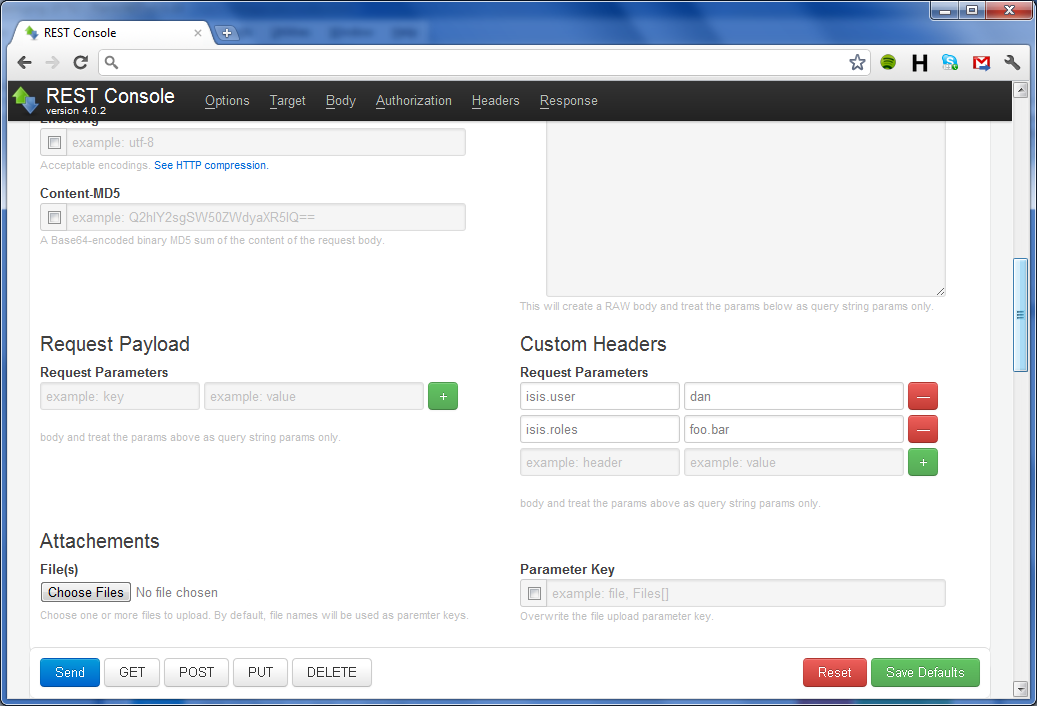 REST Console
REST Console
version 4.0.2
Options Target Body Authorization Headers Response
Encoding
example: utf-8
Acceptable encodings. See HTTP compression.
Content-MD5
example: Q2hlY2sgSW50ZWdyaXR5IQ==
A Base64-encoded binary MD5 sum of the content of the request body.
This will create a RAW body and treat the params below as query string params only.
Request Payload
Request Parameters
example: key example: value +
body and treat the params above as query string params only.
Custom Headers
Request Parameters
isis.user dan —
isis.roles foo.bar —
example: header example: value +
body and treat the params above as query string params only.
Attachements
File(s)
Choose Files No file chosen
Choose one or more files to upload. By default, file names will be used as paremter keys.
Parameter Key
example: file, Files[]
Overwrite the file upload parameter key.
Send GET POST PUT DELETE Reset Save Defaults